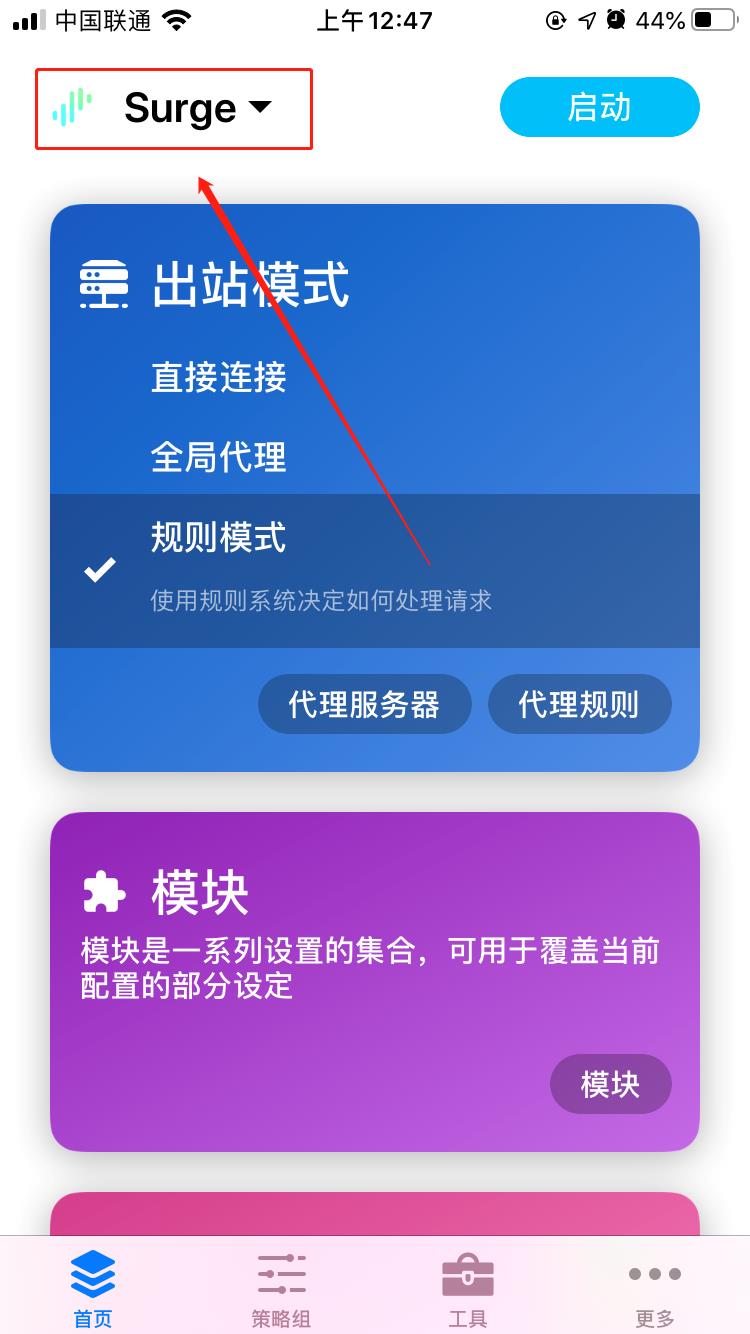 中国联通 上午12:47 44%
Surge 启动
出站模式
直接连接
全局代理
规则模式
使用规则系统决定如何处理请求
代理服务器 代理规则
模块
模块是一系列设置的集合，可用于覆盖当前
配置的部分设定
模块
首页 策略组 工具 更多